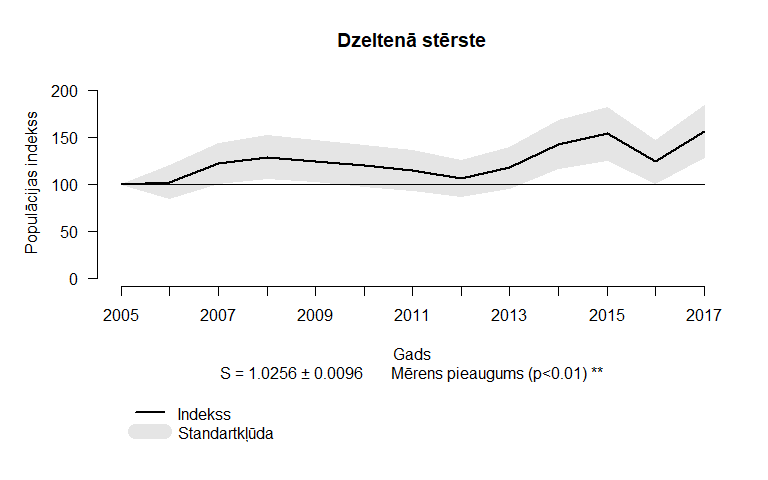 Dzeltenā stērste
Populācijas indekss
200
150
100
50
0
2005 2007 2009 2011 2013 2015 2017
Gads
S = 1.0256 ± 0.0096 Mērens pieaugums (p<0.01) **
Indekss
Standartkļūda